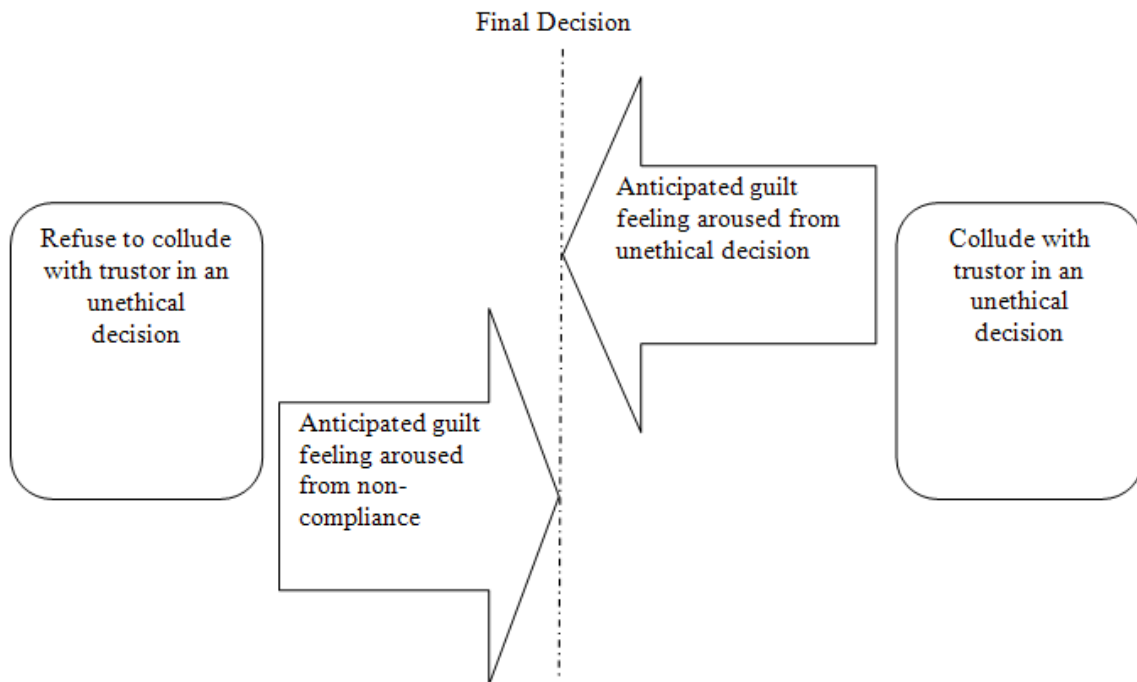 Final Decision
Refuse to collude
with trustor in an
unethical
decision
Anticipated guilt
feeling aroused
from non-
compliance
Anticipated guilt
feeling aroused from
unethical decision
Collude with
trustor in an
unethical
decision